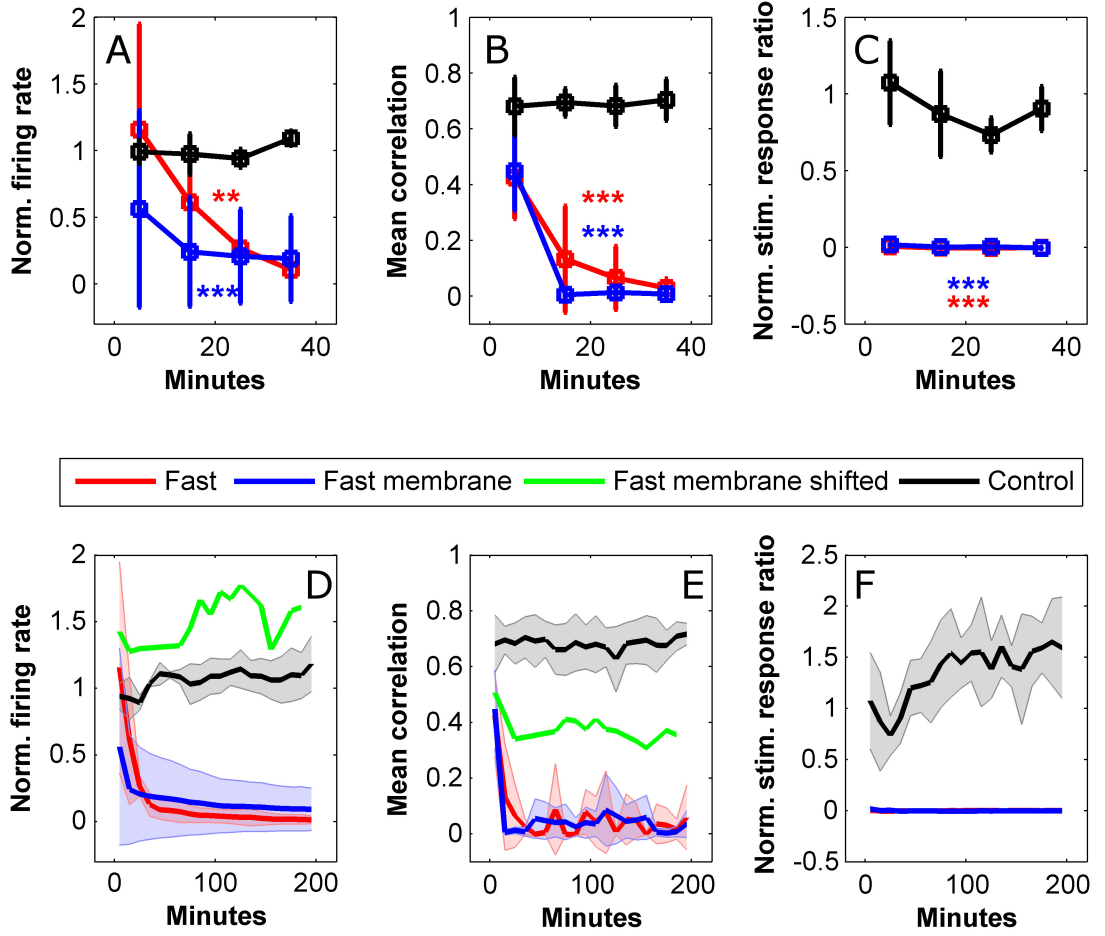 A
Norm. firing rate
2
1.5
1
0.5
0
**
***
0 20 40
Minutes
B
Mean correlation
1
0.8
0.6
0.4
0.2
0
***
***
0 20 40
Minutes
C
Norm. stim. response ratio
1.5
1
0.5
0
-0.5
***
***
0 20 40
Minutes
Fast Fast membrane Fast membrane shifted Control
D
Norm. firing rate
2
1.5
1
0.5
0
0 100 200
Minutes
E
Mean correlation
1
0.8
0.6
0.4
0.2
0
0 100 200
Minutes
F
Norm. stim. response ratio
2.5
2
1.5
1
0.5
0
-0.5
0 100 200
Minutes